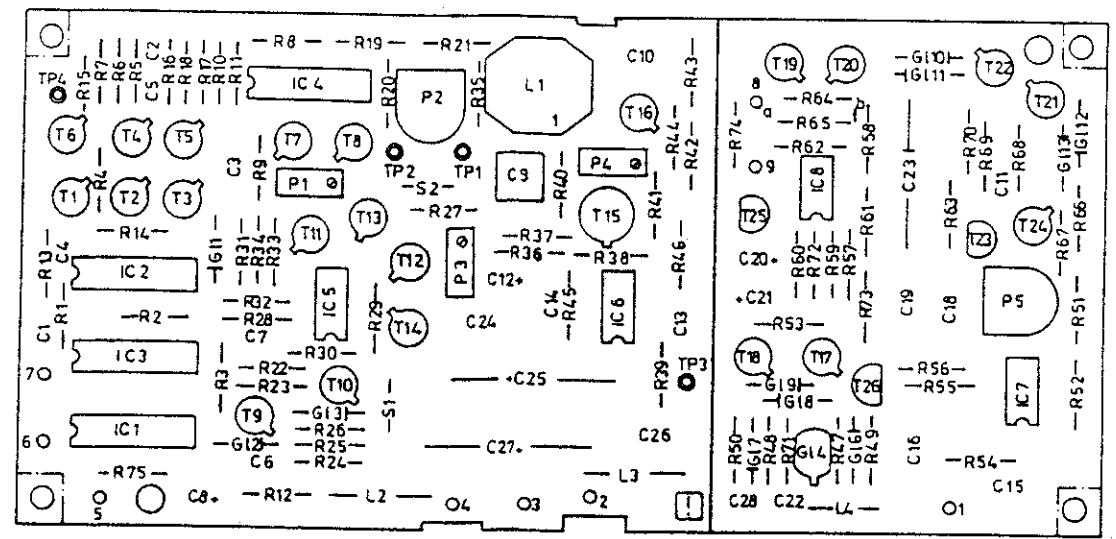 R8 R19 R21
R15 R7 R6 R5 C2 C5 R16 R18 R17 R10 R11
IC4
R20 P2 R35 L1 1
C10 R43
TP4
T19 T20 G110 G111 T22
8 a R64 b
T21
T6 T4 T5 T7 T8
T16 R44 R42
R74 R65 R62 R58
R70 R69 C11 R68 G113 G112
C3 R9 TP2 TP1 C9 R40 P4
9 IC8 C23
R4 P1 S2 R41
T1 T2 T3
T13 R27 T15
T25 R61 R63 T24 R66
R14 G11 R31 R34 R33 T11
R37 R36 R38 R46
R60 R72 R59 R57 T23 R67
R13 C4 IC2 T12 P3 C12+
C20+
R32 IC5 R29 C14 R45 IC6
+C21 R73 C19 C18 P5 R51
C1 R1 R2 R28 C7 T14 C24 C13
R53
IC3 R30
T18 T17
7 R3 R22 R23 T10 +C25 R39 TP3
G19 G18 T26 R56 R55 IC7 R52
T9 G13 S1
6 IC1 G12 R26 R25 C27+ C26
R50 G17 R48 R71 G14 R47 G16 R49 C16
C6 R24
R75 L3 R54
5 C8+ R12 L2 4 3 2
C28 C22 L4 1 C15